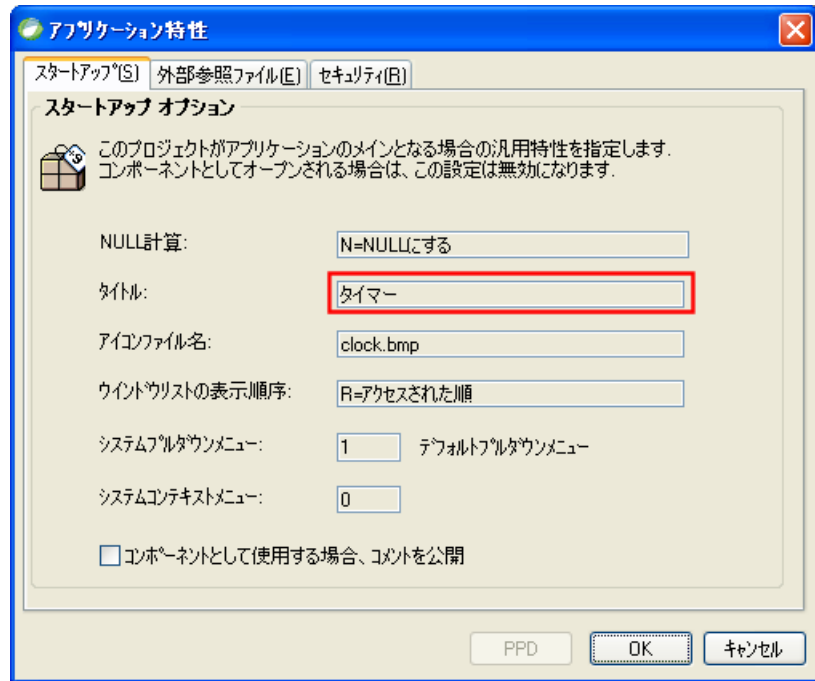 アプリケーション特性
スタートアップ(S) 外部参照ファイル(E) セキュリティ(R)
スタートアップ オプション
このプロジェクトがアプリケーションのメインとなる場合の汎用特性を指定します.
コンポーネントとしてオープンされる場合は、この設定は無効になります.
NULL計算: N=NULLにする
タイトル: タイマー
アイコンファイル名: clock.bmp
ウインドウリストの表示順序: R=アクセスされた順
システムプルダウンメニュー: 1 デフォルトプルダウンメニュー
システムコンテキストメニュー: 0
コンポーネントとして使用する場合、コメントを公開
PPD OK キャンセル